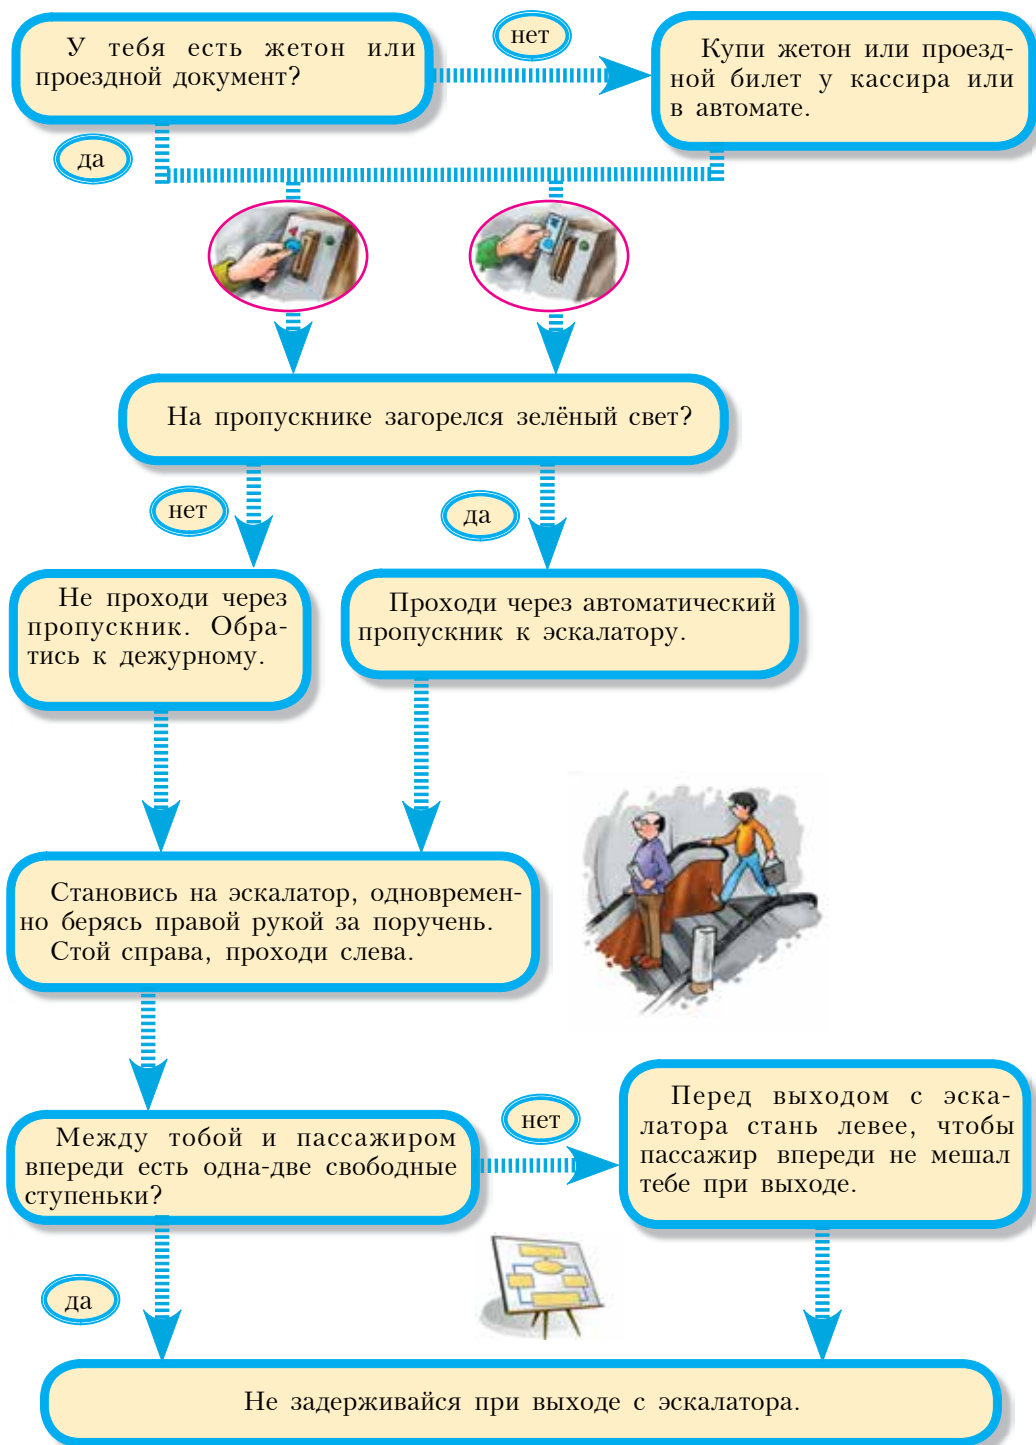 У тебя есть жетон или
проездной документ?
нет
Купи жетон или проезд-
ной билет у кассира или
в автомате.
да
На пропускнике загорелся зелёный свет?
нет
да
Не проходи через
пропускник. Обра-
тись к дежурному.
Проходи через автоматический
пропускник к эскалатору.
Становись на эскалатор, одновремен-
но берясь правой рукой за поручень.
Стой справа, проходи слева.
Между тобой и пассажиром
впереди есть одна-две свободные
ступеньки?
нет
Перед выходом с эска-
латора стань левее, чтобы
пассажир впереди не мешал
тебе при выходе.
да
Не задерживайся при выходе с эскалатора.